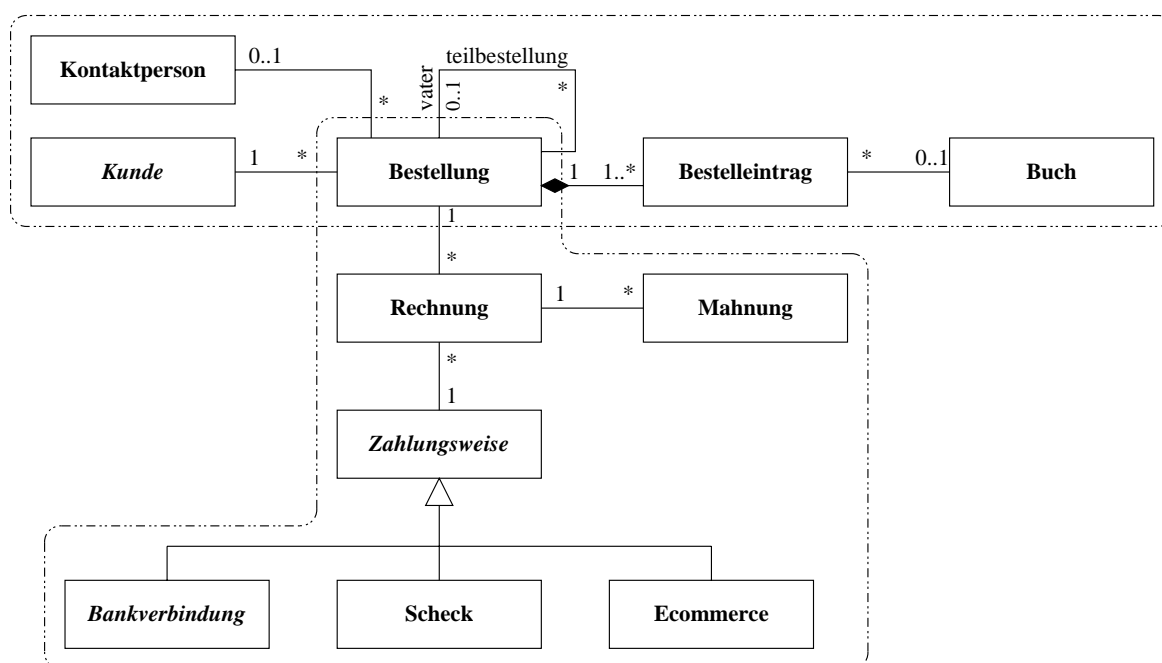 teilbestellung
Kontaktperson
0..1
vater
0..1
*
*
Kunde
1
*
Bestellung
1
1..*
Bestelleintrag
*
0..1
Buch
1
*
Rechnung
1
*
Mahnung
*
1
Zahlungsweise
Bankverbindung
Scheck
Ecommerce